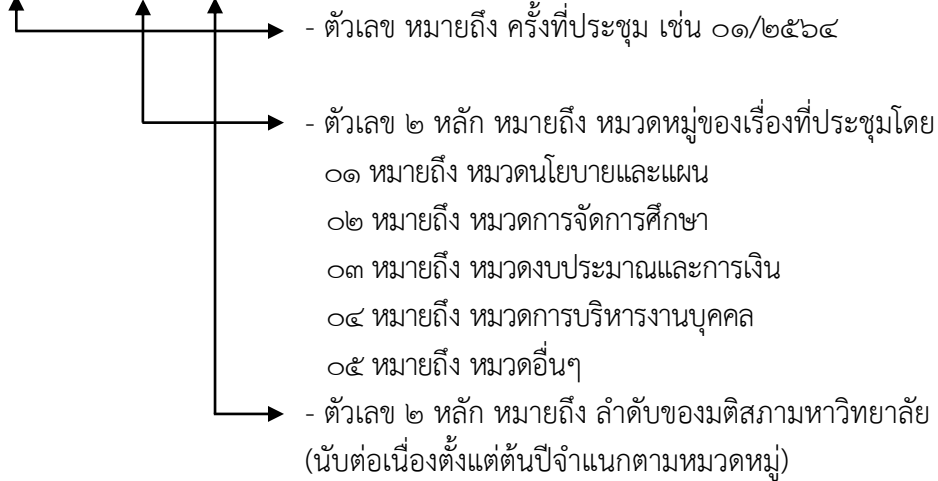 - ตัวเลข หมายถึง ครั้งที่ประชุม เช่น ๐๑/๒๕๖๔
- ตัวเลข ๒ หลัก หมายถึง หมวดหมู่ของเรื่องที่ประชุมโดย
๐๑ หมายถึง หมวดนโยบายและแผน
๐๒ หมายถึง หมวดการจัดการศึกษา
๐๓ หมายถึง หมวดงบประมาณและการเงิน
๐๔ หมายถึง หมวดการบริหารงานบุคคล
๐๕ หมายถึง หมวดอื่นๆ
- ตัวเลข ๒ หลัก หมายถึง ลำดับของมติสภามหาวิทยาลัย
(นับต่อเนื่องตั้งแต่ต้นปีจำแนกตามหมวดหมู่)